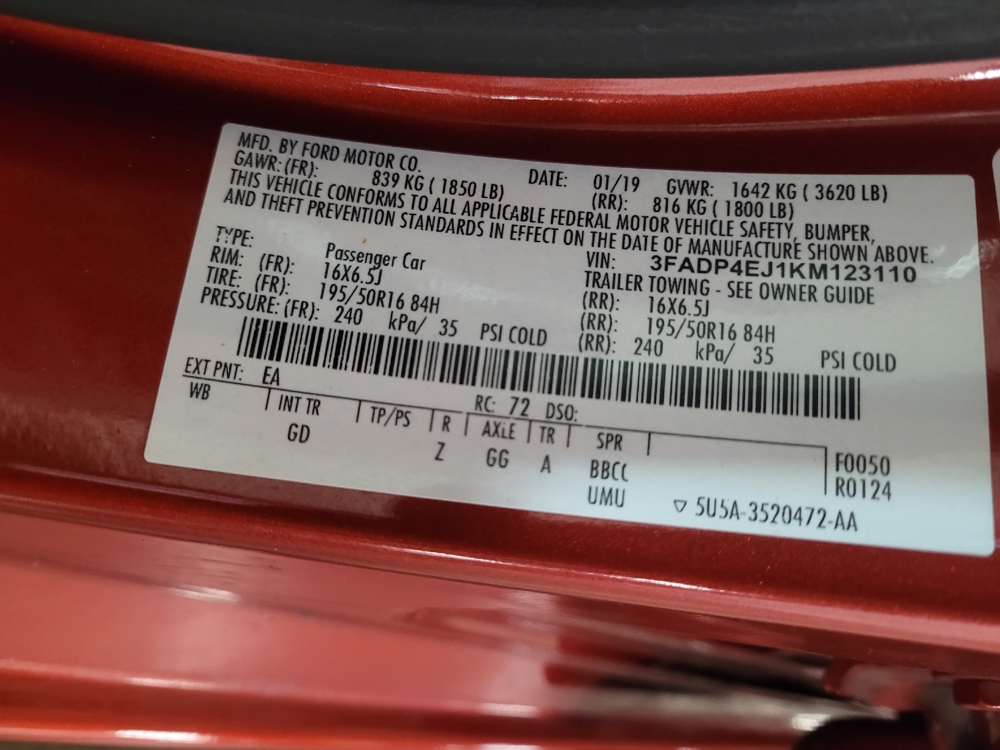 MFD. BY FORD MOTOR CO.
DATE: 01/19 GVWR: 1642 KG ( 3620 LB)
GAWR: (FR): 839 KG ( 1850 LB) (RR): 816 KG ( 1800 LB)
THIS VEHICLE CONFORMS TO ALL APPLICABLE FEDERAL MOTOR VEHICLE SAFETY, BUMPER,
AND THEFT PREVENTION STANDARDS IN EFFECT ON THE DATE OF MANUFACTURE SHOWN ABOVE.
VIN: 3FADP4EJ1KM123110
TYPE: Passenger Car TRAILER TOWING - SEE OWNER GUIDE
RIM: (FR): 16X6.5J (RR): 16X6.5J
TIRE: (FR): 195/50R16 84H (RR): 195/50R16 84H
PRESSURE: (FR): 240 kPa/ 35 PSI COLD (RR): 240 kPa/ 35 PSI COLD
EXT PNT: EA RC: 72 DSO:
WB INT TR TP/PS R AXLE TR SPR F0050
GD Z GG A BBCC R0124
UMU ▽ 5U5A-3520472-AA